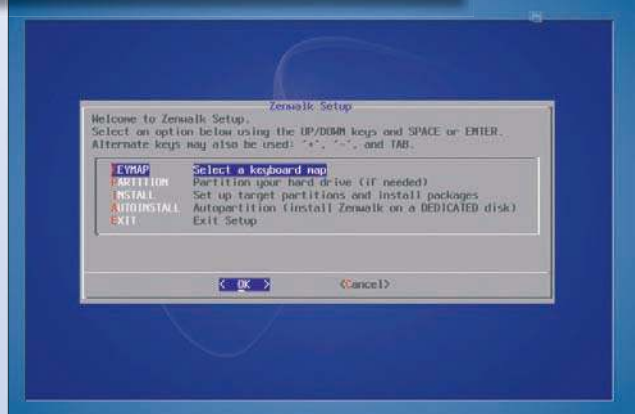 Zenwalk Setup
Welcome to Zenwalk Setup.
Select an option below using the UP/DOWN keys and SPACE or ENTER.
Alternate keys may also be used: '+', '-', and TAB.
KEYMAP Select a keyboard map
PARTITION Partition your hard drive (if needed)
INSTALL Set up target partitions and install packages
AUTOINSTALL Autopartition (install Zenwalk on a DEDICATED disk)
EXIT Exit Setup
< OK > <Cancel>